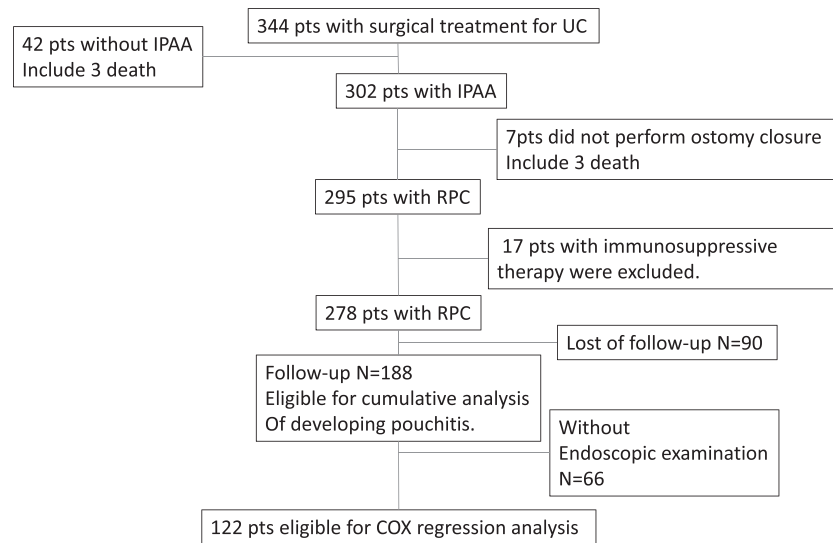 344 pts with surgical treatment for UC
42 pts without IPAA
Include 3 death
302 pts with IPAA
7pts did not perform ostomy closure
Include 3 death
295 pts with RPC
17 pts with immunosuppressive
therapy were excluded.
278 pts with RPC
Lost of follow-up N=90
Follow-up N=188
Eligible for cumulative analysis
Of developing pouchitis.
Without
Endoscopic examination
N=66
122 pts eligible for COX regression analysis